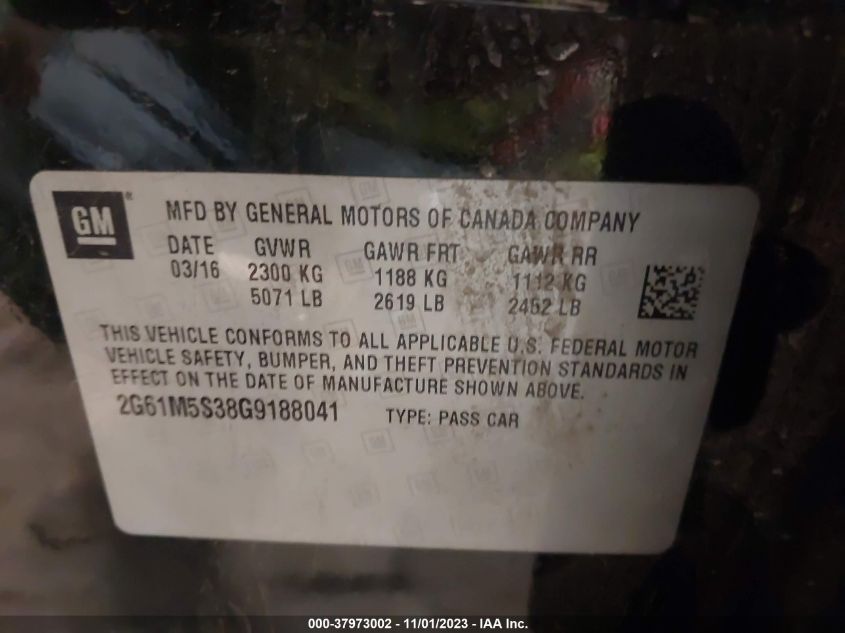 GM ®
MFD BY GENERAL MOTORS OF CANADA COMPANY
DATE GVWR GAWR FRT GAWR RR
03/16 2300 KG 1188 KG 1112 KG
5071 LB 2619 LB 2452 LB
THIS VEHICLE CONFORMS TO ALL APPLICABLE U.S. FEDERAL MOTOR
VEHICLE SAFETY, BUMPER, AND THEFT PREVENTION STANDARDS IN
EFFECT ON THE DATE OF MANUFACTURE SHOWN ABOVE.
2G61M5S38G9188041 TYPE: PASS CAR
000-37973002 - 11/01/2023 - IAA Inc.